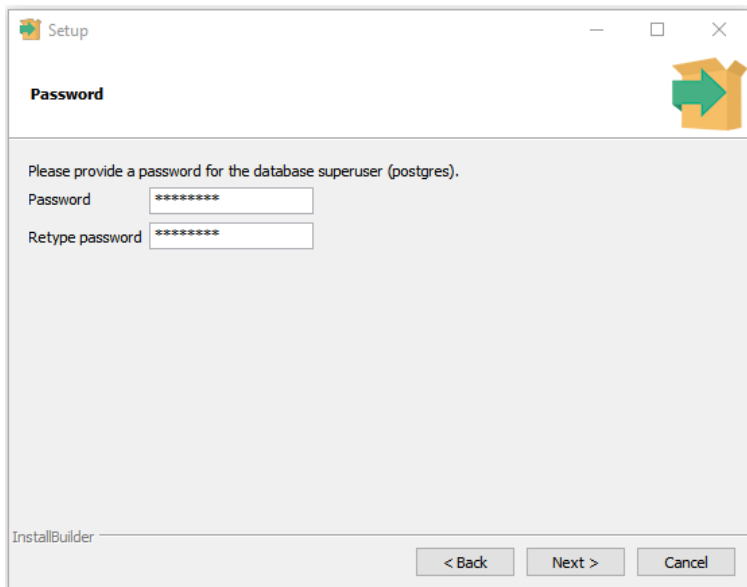 Setup
Password
Please provide a password for the database superuser (postgres).
Password ********
Retype password ********
InstallBuilder
< Back Next > Cancel